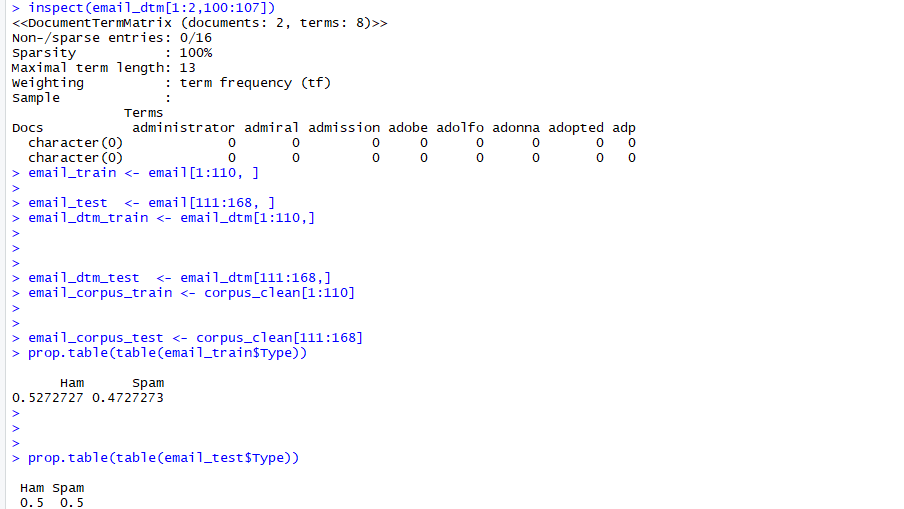 > inspect(email_dtm[1:2,100:107])
<<DocumentTermMatrix (documents: 2, terms: 8)>>
Non-/sparse entries: 0/16
Sparsity           : 100%
Maximal term length: 13
Weighting          : term frequency (tf)
Sample             :
               Terms
Docs            administrator admiral admission adobe adolfo adonna adopted adp
  character(0)              0       0         0     0      0      0       0   0
  character(0)              0       0         0     0      0      0       0   0
> email_train <- email[1:110, ]
>
> email_test  <- email[111:168, ]
> email_dtm_train <- email_dtm[1:110,]
>
>
>
> email_dtm_test  <- email_dtm[111:168,]
> email_corpus_train <- corpus_clean[1:110]
>
>
> email_corpus_test <- corpus_clean[111:168]
> prop.table(table(email_train$Type))

      Ham      Spam
0.5272727 0.4727273
>
>
>
> prop.table(table(email_test$Type))

 Ham Spam
 0.5  0.5